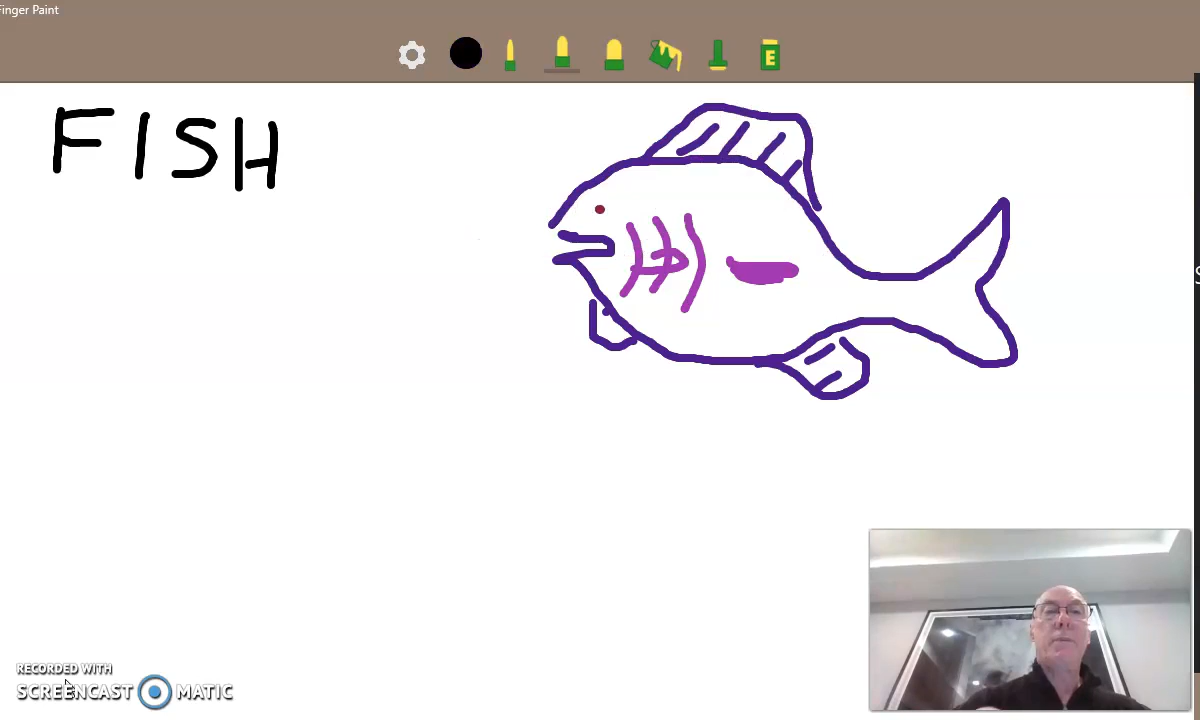 Finger Paint
E
FISH
RECORDED WITH
SCREENCAST MATIC